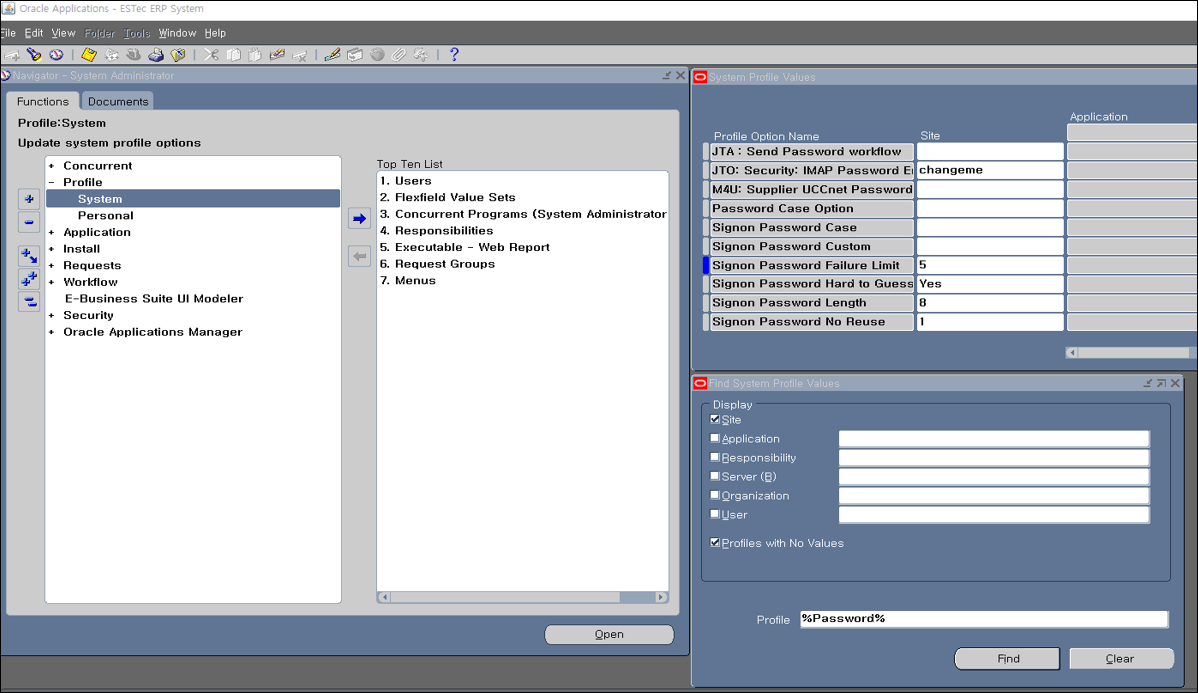 Oracle Applications - ESTec ERP System
File Edit View Folder Tools Window Help
Navigator - System Administrator
Functions
Documents
Profile:System
Update system profile options
+ Concurrent
- Profile
System
Personal
+ Application
+ Install
+ Requests
+ Workflow
E-Business Suite UI Modeler
+ Security
+ Oracle Applications Manager
Top Ten List
1. Users
2. Flexfield Value Sets
3. Concurrent Programs (System Administrator
4. Responsibilities
5. Executable - Web Report
6. Request Groups
7. Menus
Open
System Profile Values
Application
Profile Option Name Site
JTA : Send Password workflow
JTO: Security: IMAP Password En changeme
M4U: Supplier UCCnet Password
Password Case Option
Signon Password Case
Signon Password Custom
Signon Password Failure Limit 5
Signon Password Hard to Guess Yes
Signon Password Length 8
Signon Password No Reuse 1
Find System Profile Values
Display
Site
Application
Responsibility
Server (B)
Organization
User
Profiles with No Values
Profile %Password%
Find
Clear